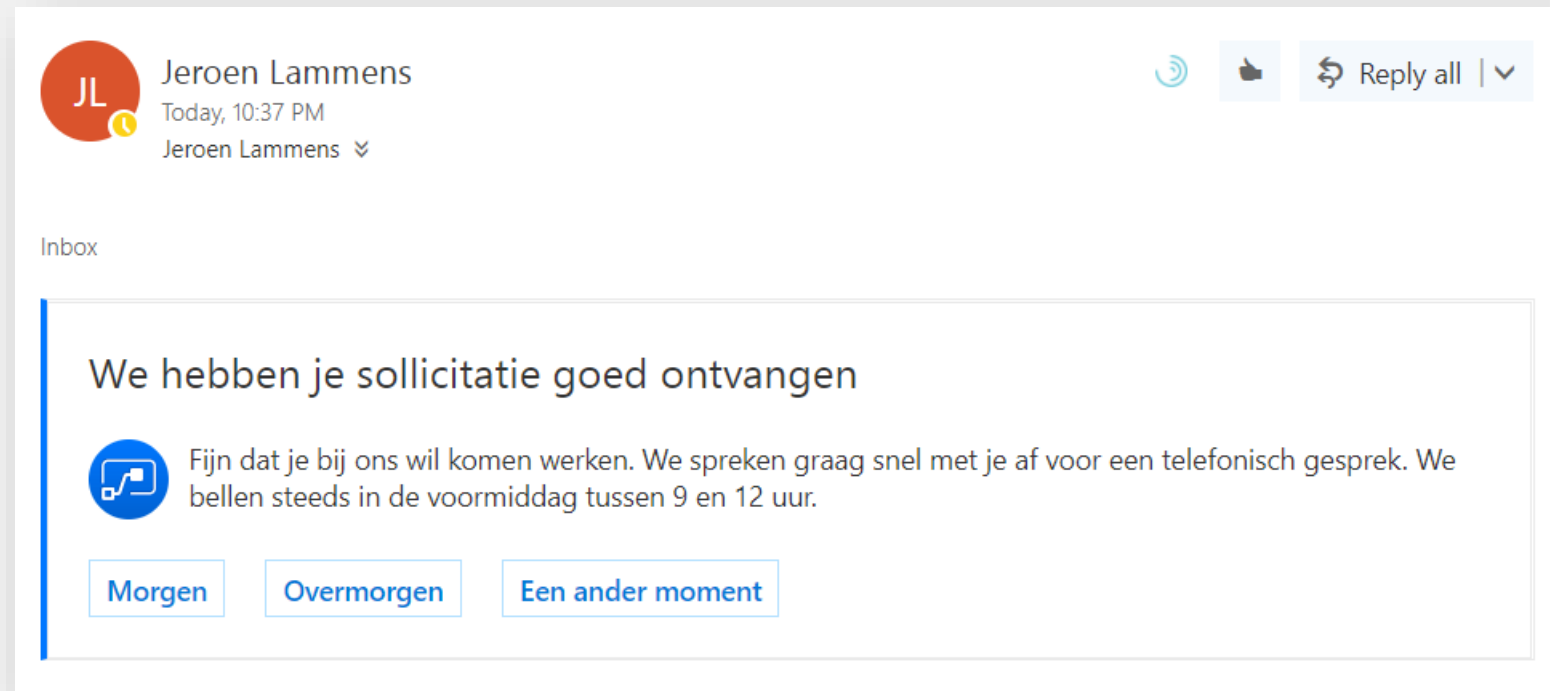 JL
Jeroen Lammens
Today, 10:37 PM
Jeroen Lammens
Reply all
Inbox
We hebben je sollicitatie goed ontvangen
Fijn dat je bij ons wil komen werken. We spreken graag snel met je af voor een telefonisch gesprek. We
bellen steeds in de voormiddag tussen 9 en 12 uur.
Morgen Overmorgen Een ander moment